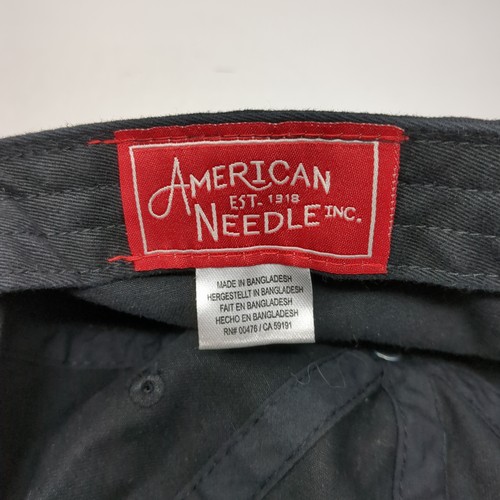 AMERICAN
EST. 1918
NEEDLE INC.
MADE IN BANGLADESH
HERGESTELLT IN BANGLADESH
FAIT EN BANGLADESH
HECHO EN BANGLADESH
RN# 00476 / CA 59191